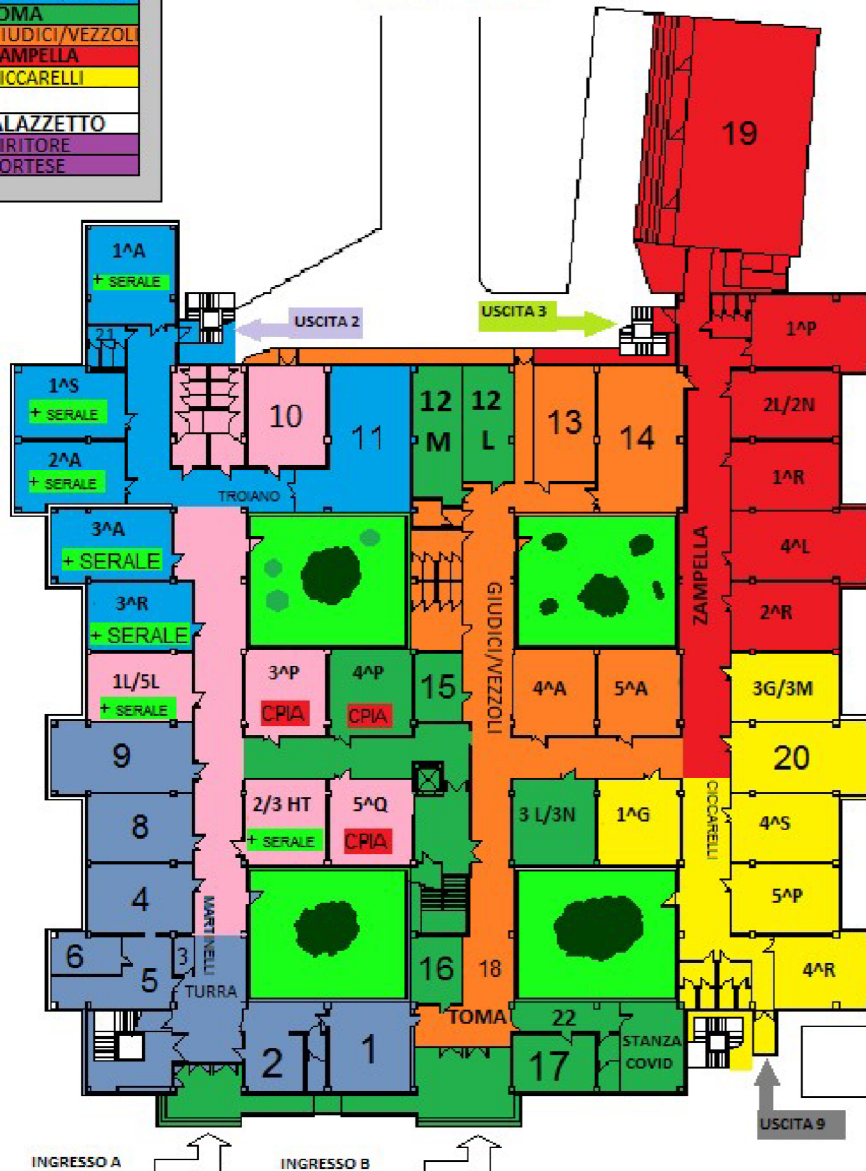 OMA
IUDICI/VEZZOLI
AMPELLA
ICCARELLI
ALAZZETTO
IRITORE
ORTESE
19
1^A
+ SERALE
21
USCITA 2
USCITA 3
1^P
1^S
+ SERALE
10
11
12
M
12
L
13
14
2L/2N
2^A
+ SERALE
TROIANO
1^R
3^A
+ SERALE
4^L
ZAMPELLA
3^R
+ SERALE
GIUDICI/VEZZOLI
2^R
1L/5L
+ SERALE
3^P
CPIA
4^P
CPIA
15
4^A
5^A
3G/3M
9
20
8
2/3 HT
+ SERALE
5^Q
CPIA
3 L/3N
1^G
CICCARELLI
4^S
4
5^P
MARTINELLI
6
5
3
TURRA
16
18
4^R
TOMA
22
2
1
17
STANZA
COVID
USCITA 9
INGRESSO A
INGRESSO B